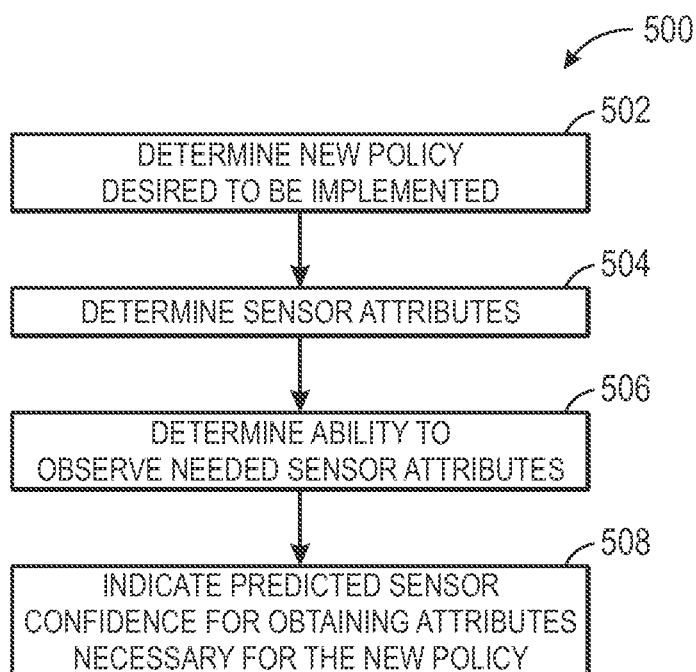 500
502
DETERMINE NEW POLICY
DESIRED TO BE IMPLEMENTED
504
DETERMINE SENSOR ATTRIBUTES
506
DETERMINE ABILITY TO
OBSERVE NEEDED SENSOR ATTRIBUTES
508
INDICATE PREDICTED SENSOR
CONFIDENCE FOR OBTAINING ATTRIBUTES
NECESSARY FOR THE NEW POLICY